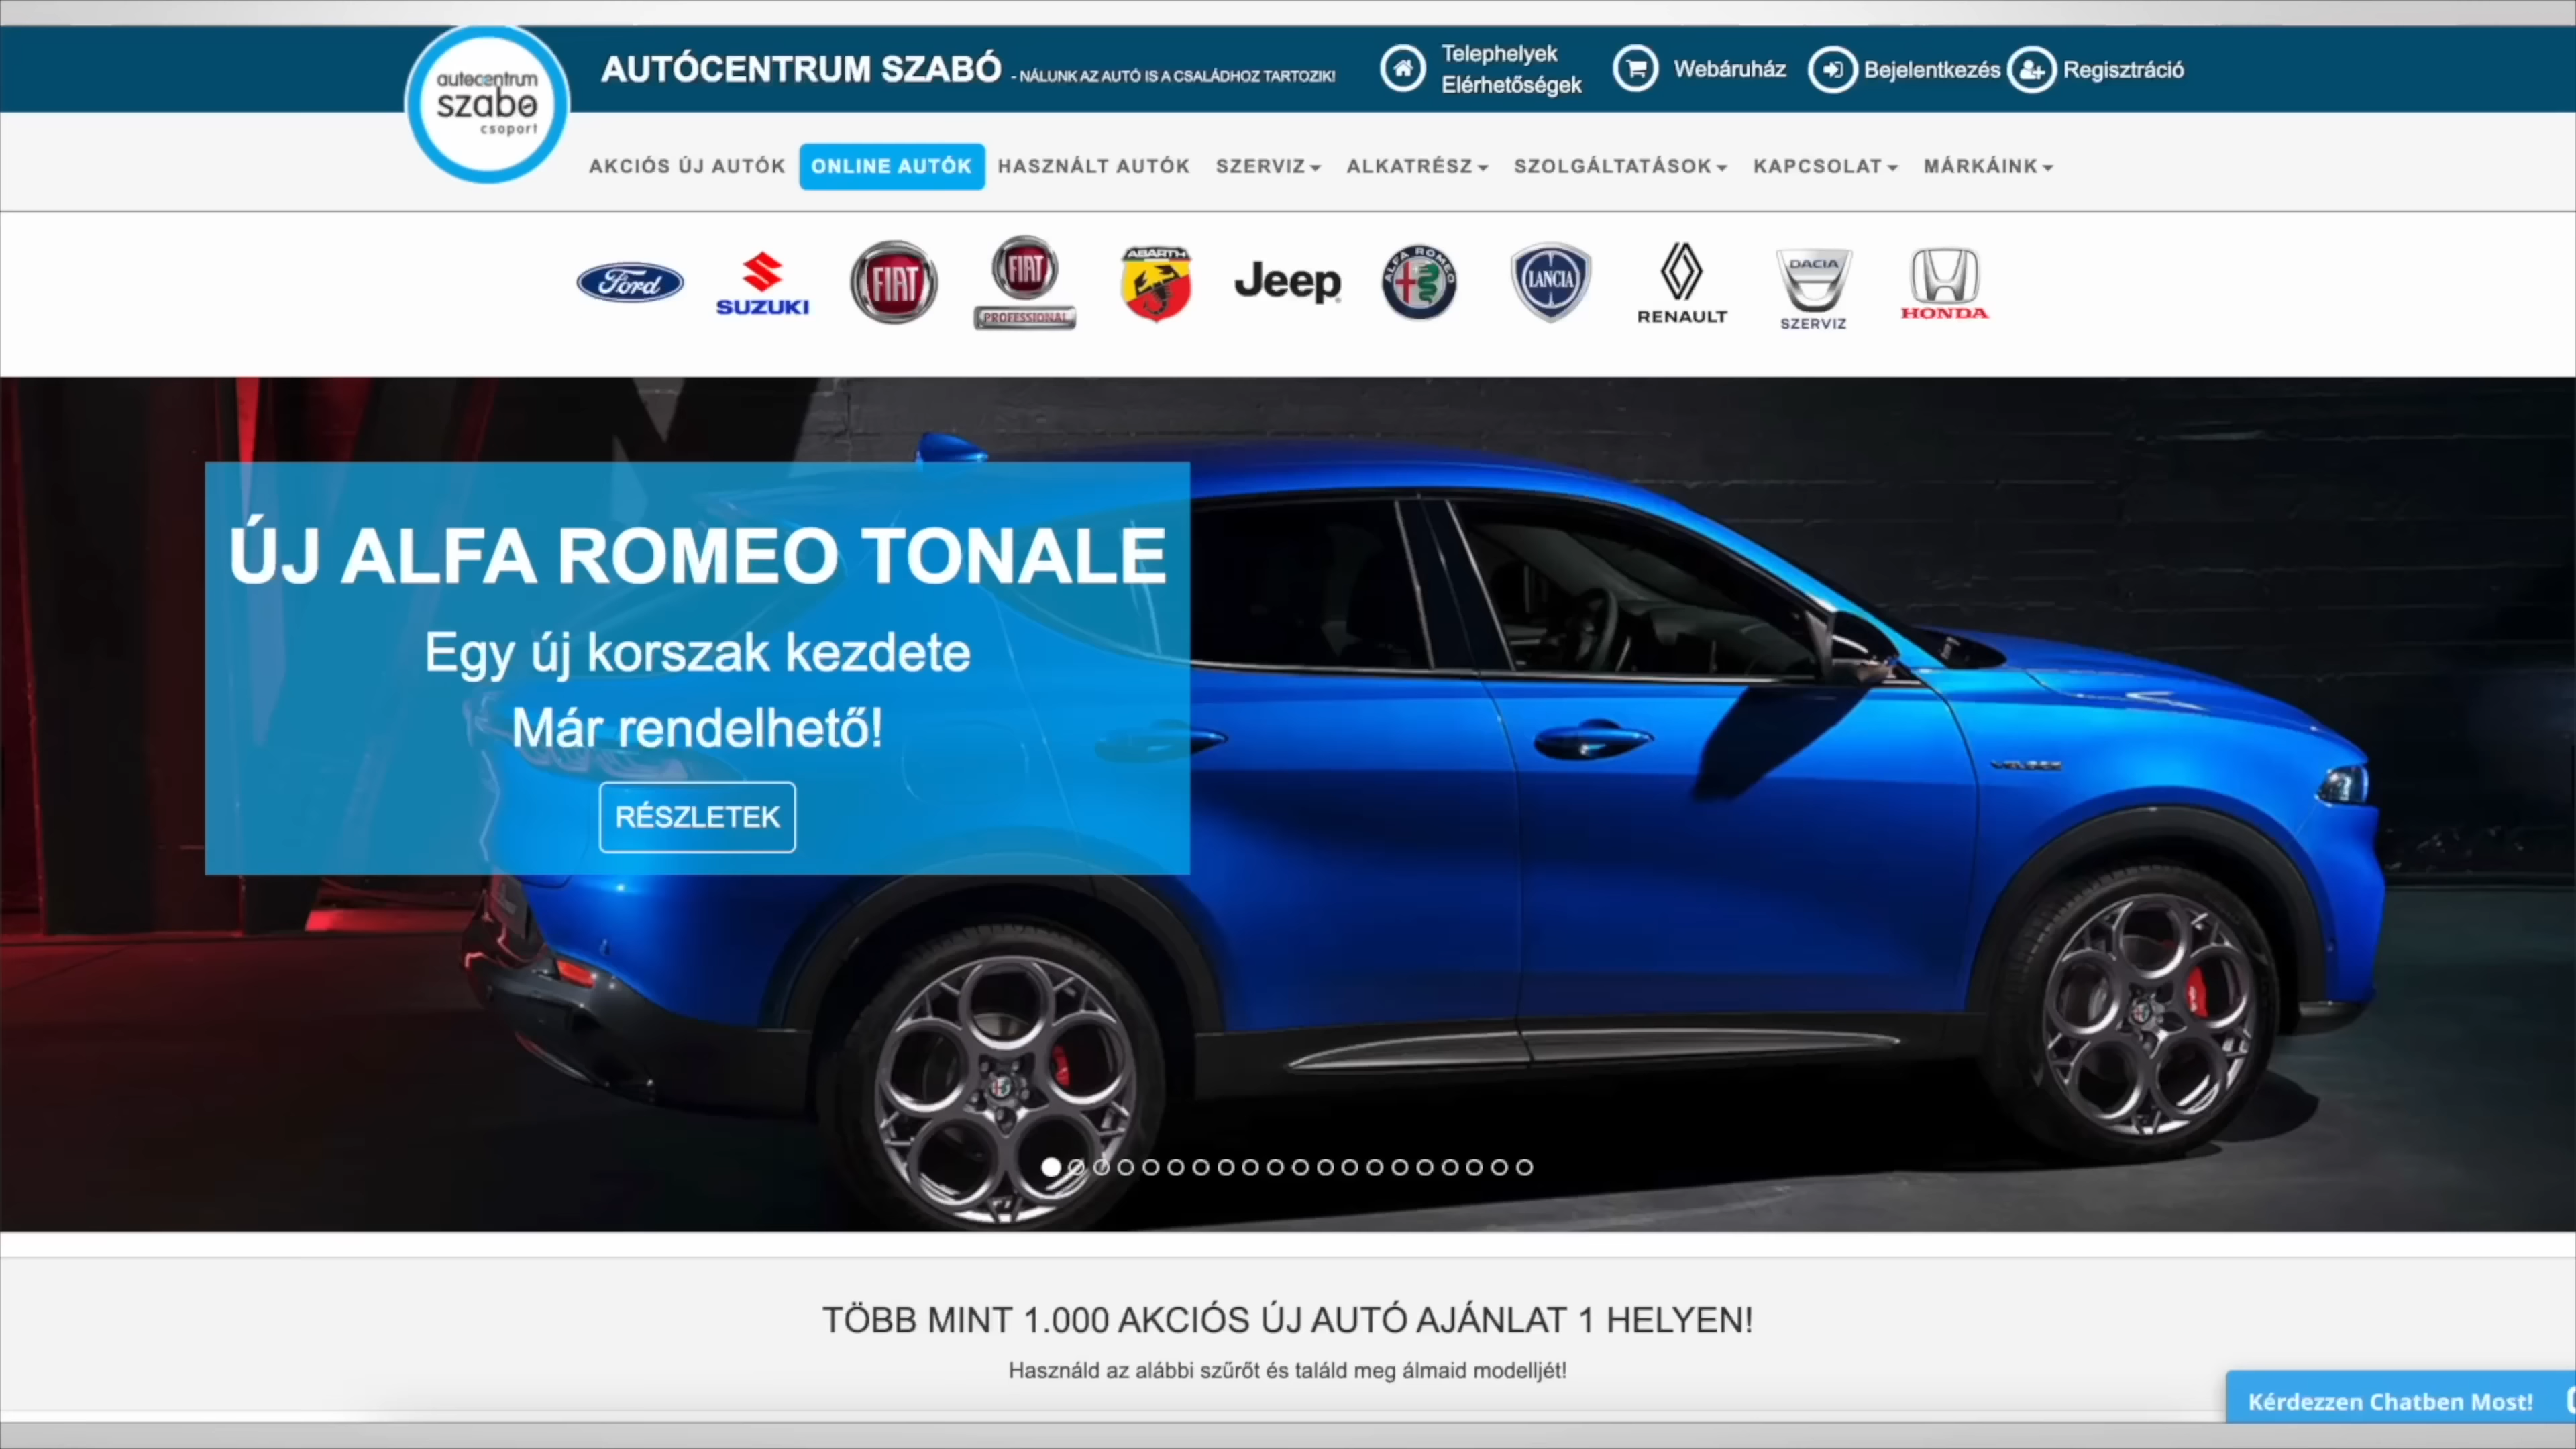 autocentrum
szabó
csoport
AUTÓCENTRUM SZABÓ - NÁLUNK AZ AUTÓ IS A CSALÁDHOZ TARTOZIK!
Telephelyek
Elérhetőségek
Webáruház
Bejelentkezés
Regisztráció
AKCIÓS ÚJ AUTÓK ONLINE AUTÓK HASZNÁLT AUTÓK SZERVIZ ALKATRÉSZ SZOLGÁLTATÁSOK KAPCSOLAT MÁRKÁINK
Ford
SUZUKI
FIAT
FIAT
PROFESSIONAL
ABARTH
Jeep
ALFA ROMEO
LANCIA
RENAULT
DACIA
SZERVIZ
HONDA
ÚJ ALFA ROMEO TONALE
Egy új korszak kezdete
Már rendelhető!
RÉSZLETEK
TÖBB MINT 1.000 AKCIÓS ÚJ AUTÓ AJÁNLAT 1 HELYEN!
Használd az alábbi szűrőt és találd meg álmaid modelljét!
Kérdezzen Chatben Most!